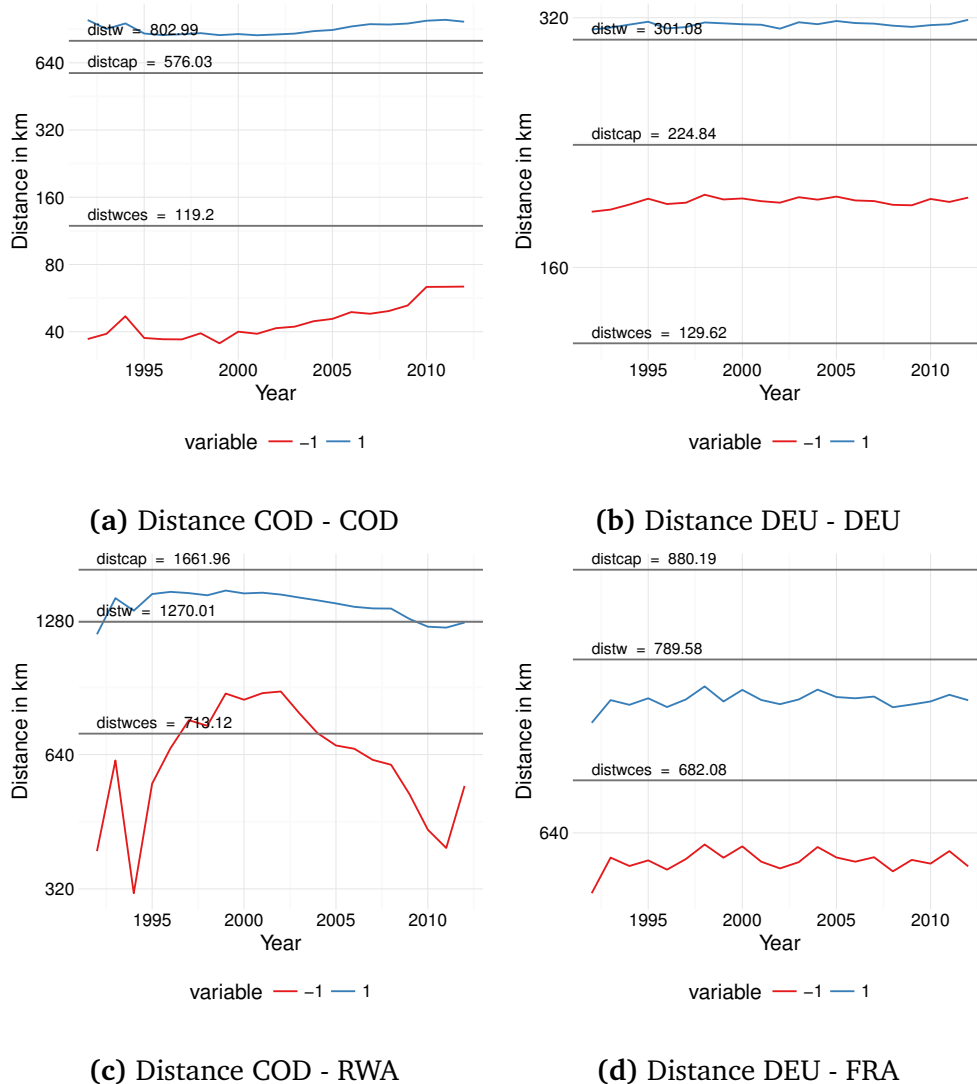 distw = 802.99
640
distcap = 576.03
320
160
distwces = 119.2
80
40
Distance in km
1995 2000 2005 2010
Year
variable −1 1
(a) Distance COD - COD
320
distw = 301.08
distcap = 224.84
160
distwces = 129.62
Distance in km
1995 2000 2005 2010
Year
variable −1 1
(b) Distance DEU - DEU
distcap = 1661.96
1280
distw = 1270.01
distwces = 713.12
640
320
Distance in km
1995 2000 2005 2010
Year
variable −1 1
(c) Distance COD - RWA
distcap = 880.19
distw = 789.58
distwces = 682.08
640
Distance in km
1995 2000 2005 2010
Year
variable −1 1
(d) Distance DEU - FRA